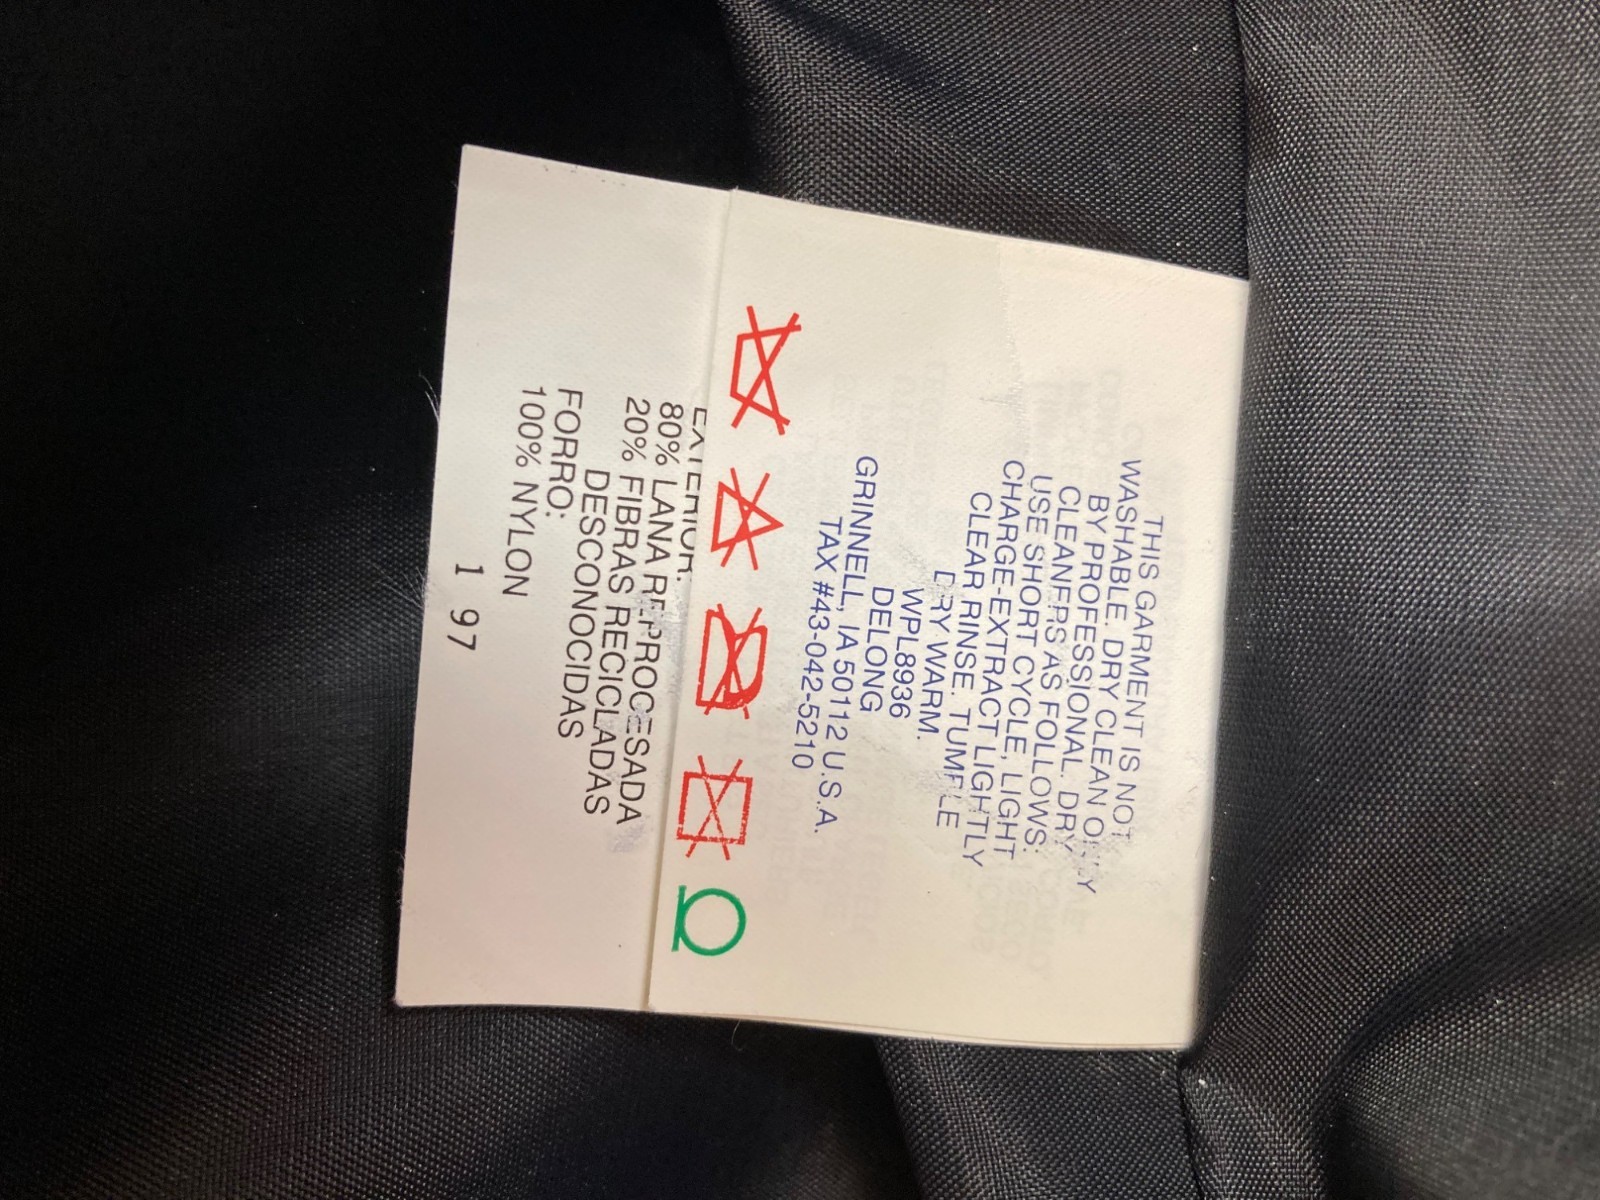 THIS GARMENT IS NOT
WASHABLE. DRY CLEAN ONLY
BY PROFESSIONAL. DRY
CLEANERS AS FOLLOWS:
USE SHORT CYCLE, LIGHT
CHARGE-EXTRACT LIGHTLY
CLEAR RINSE. TUMBLE
DRY WARM.
WPL8936
DELONG
GRINNELL, IA 50112 U.S.A.
TAX #43-042-5210
EXTERIOR:
80% LANA RE-PROCESADA
20% FIBRAS RECICLADAS
DESCONOCIDAS
FORRO:
100% NYLON
1 97